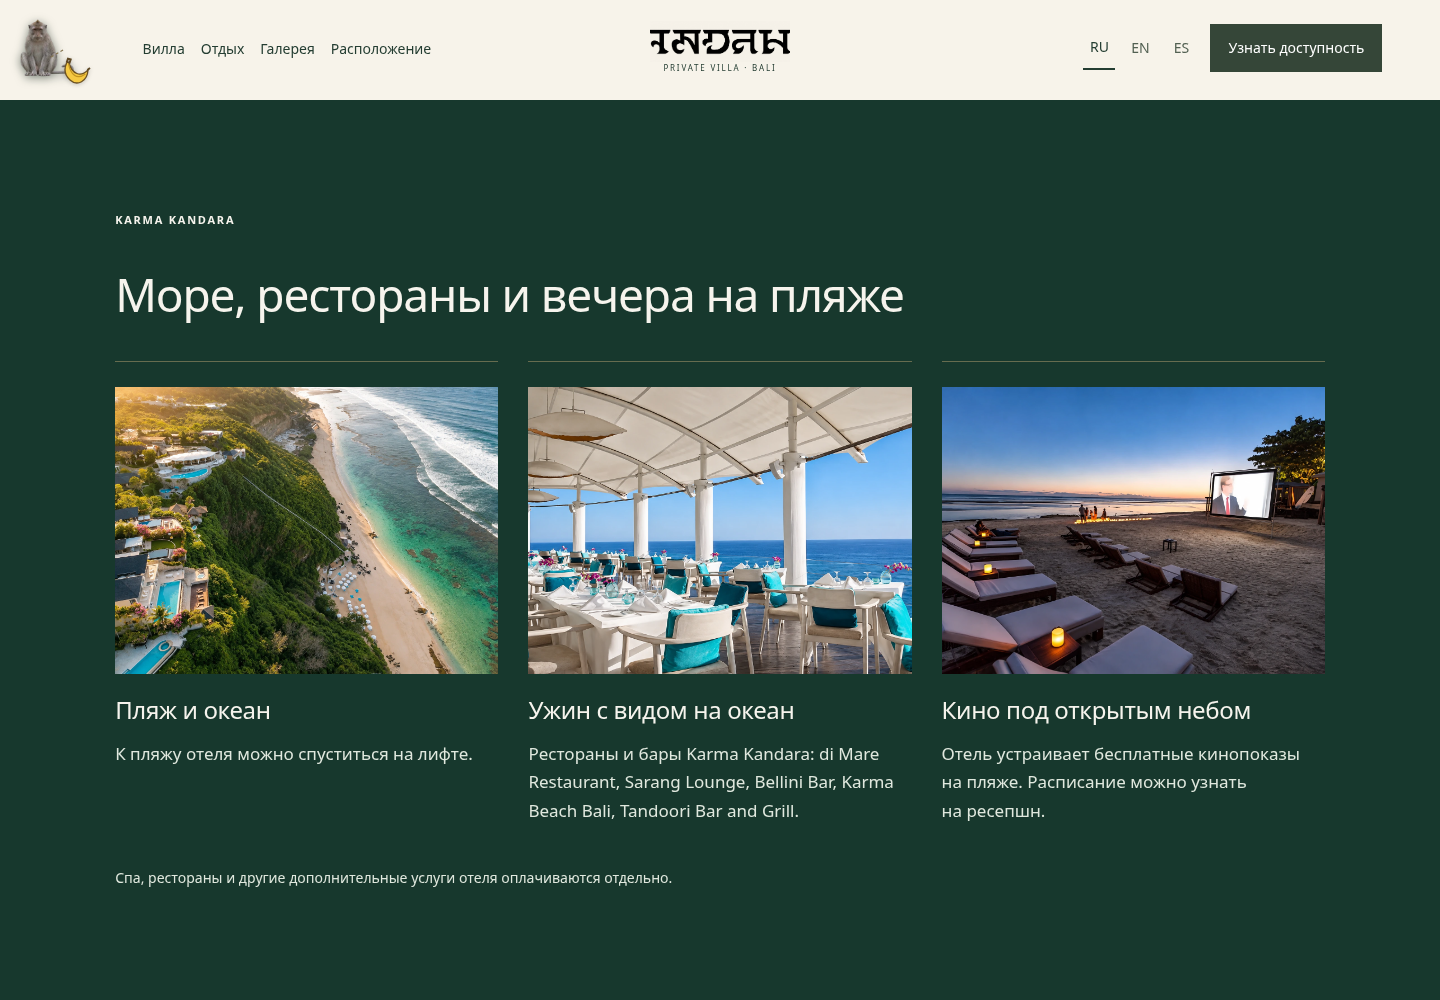 Вилла Отдых Галерея Расположение
INDAH
PRIVATE VILLA · BALI
RU EN ES
Узнать доступность
KARMA KANDARA
Море, рестораны и вечера на пляже
Пляж и океан
К пляжу отеля можно спуститься на лифте.
Ужин с видом на океан
Рестораны и бары Karma Kandara: di Mare
Restaurant, Sarang Lounge, Bellini Bar, Karma
Beach Bali, Tandoori Bar and Grill.
Кино под открытым небом
Отель устраивает бесплатные кинопоказы
на пляже. Расписание можно узнать
на ресепшн.
Спа, рестораны и другие дополнительные услуги отеля оплачиваются отдельно.